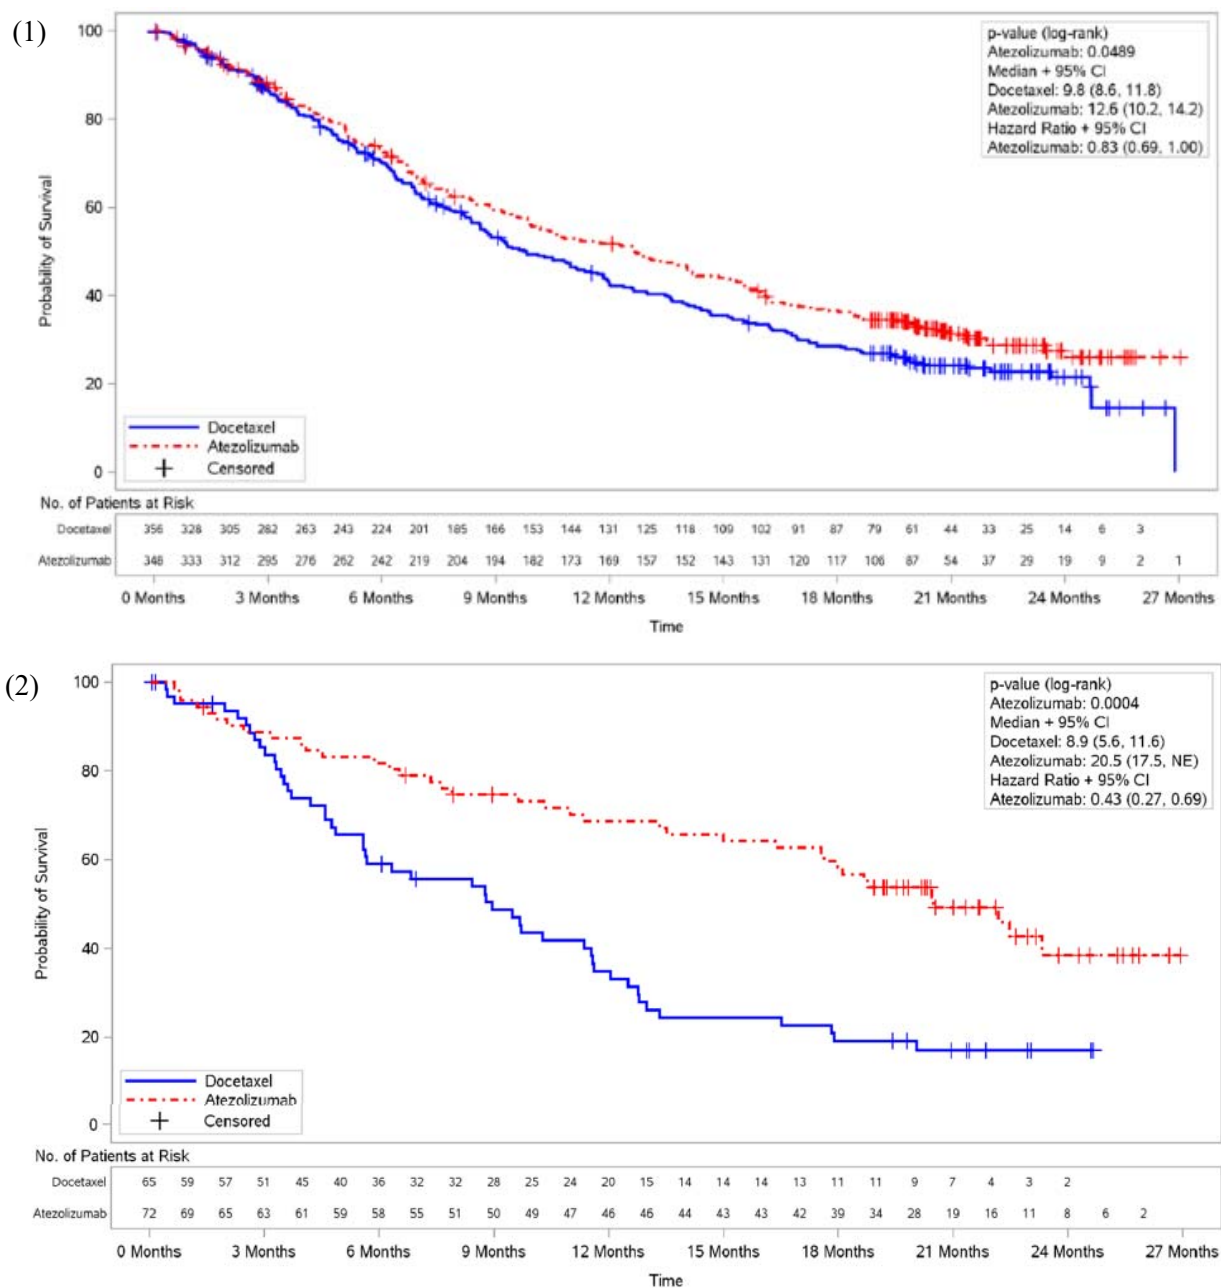 (1)
100
80
60
40
20
0
Probability of Survival
p-value (log-rank)
Atezolizumab: 0.0489
Median + 95% CI
Docetaxel: 9.8 (8.6, 11.8)
Atezolizumab: 12.6 (10.2, 14.2)
Hazard Ratio + 95% CI
Atezolizumab: 0.83 (0.69, 1.00)
Docetaxel
Atezolizumab
Censored
No. of Patients at Risk
Docetaxel 356 328 305 282 263 243 224 201 185 166 153 144 131 125 118 109 102 91 87 79 61 44 33 25 14 6 3
Atezolizumab 348 333 312 295 276 262 242 219 204 194 182 173 169 157 152 143 131 120 117 106 87 54 37 29 19 9 2 1
0 Months 3 Months 6 Months 9 Months 12 Months 15 Months 18 Months 21 Months 24 Months 27 Months
Time
(2)
100
80
60
40
20
0
Probability of Survival
p-value (log-rank)
Atezolizumab: 0.0004
Median + 95% CI
Docetaxel: 8.9 (5.6, 11.6)
Atezolizumab: 20.5 (17.5, NE)
Hazard Ratio + 95% CI
Atezolizumab: 0.43 (0.27, 0.69)
Docetaxel
Atezolizumab
Censored
No. of Patients at Risk
Docetaxel 65 59 57 51 45 40 36 32 32 28 25 24 20 15 14 14 14 13 11 11 9 7 4 3 2
Atezolizumab 72 69 65 63 61 59 58 55 51 50 49 47 46 46 44 43 43 42 39 34 28 19 16 11 8 6 2
0 Months 3 Months 6 Months 9 Months 12 Months 15 Months 18 Months 21 Months 24 Months 27 Months
Time